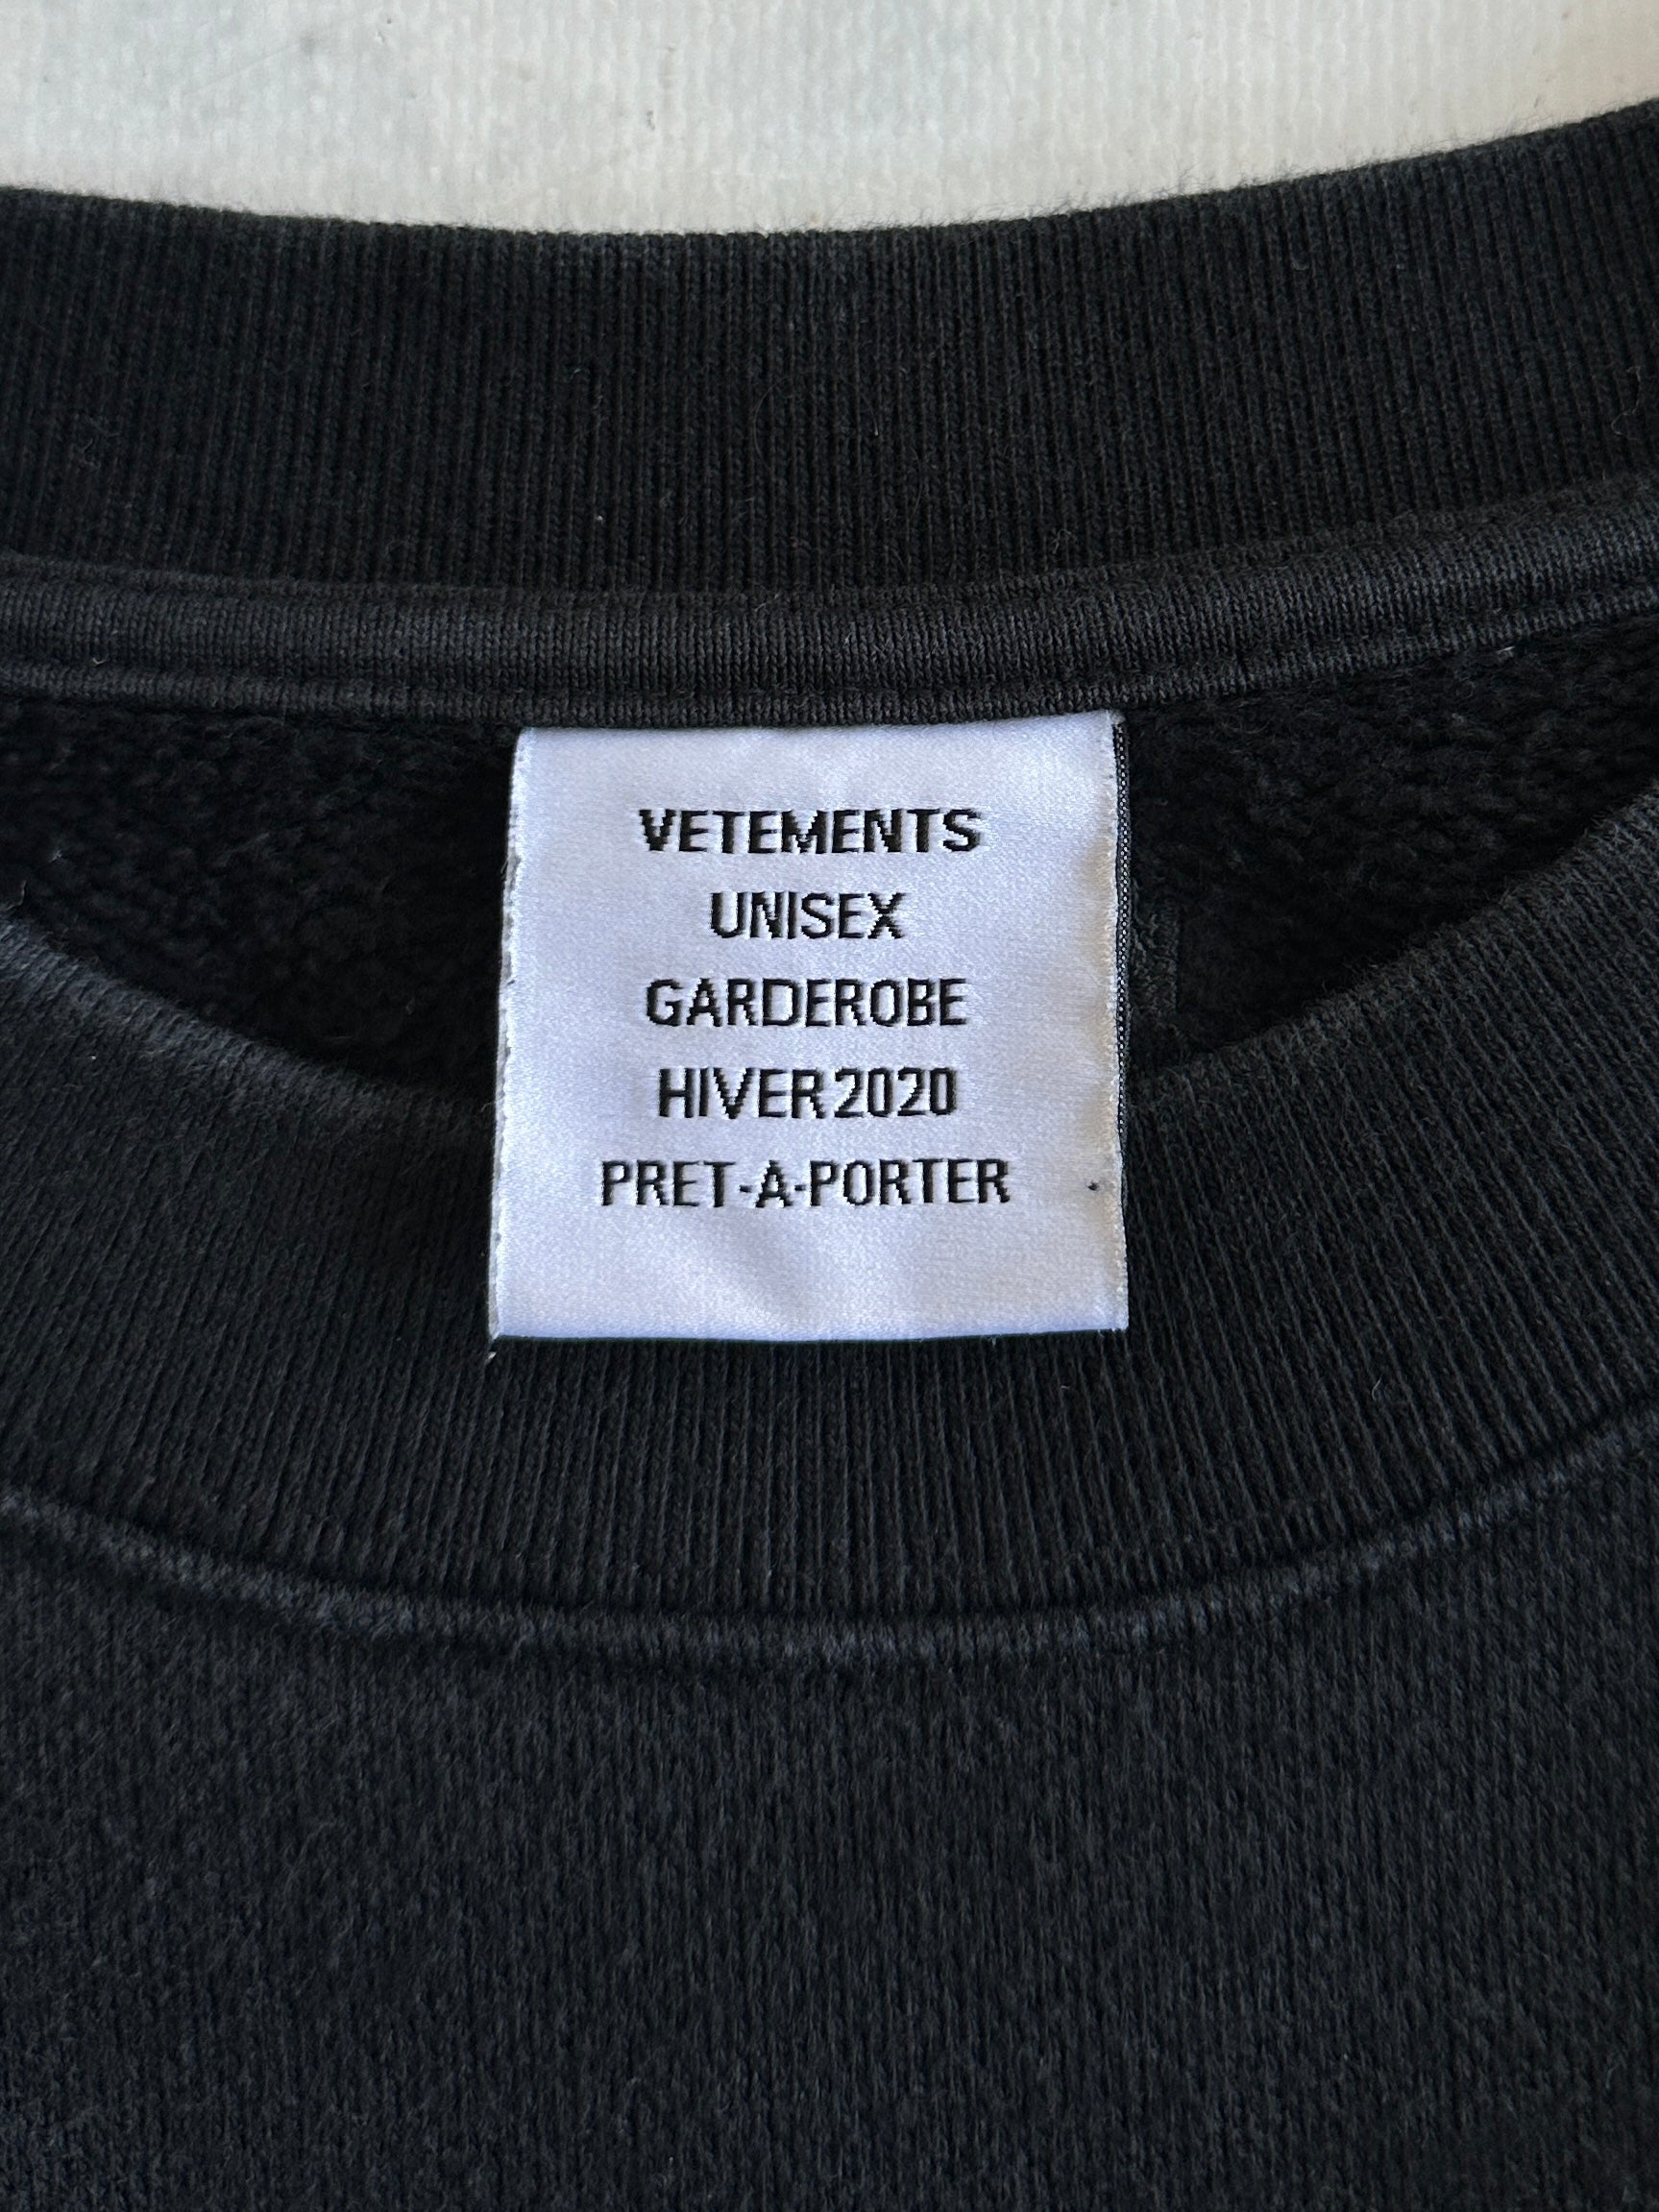 VETEMENTS
UNISEX
GARDEROBE
HIVER 2020
PRET-A-PORTER